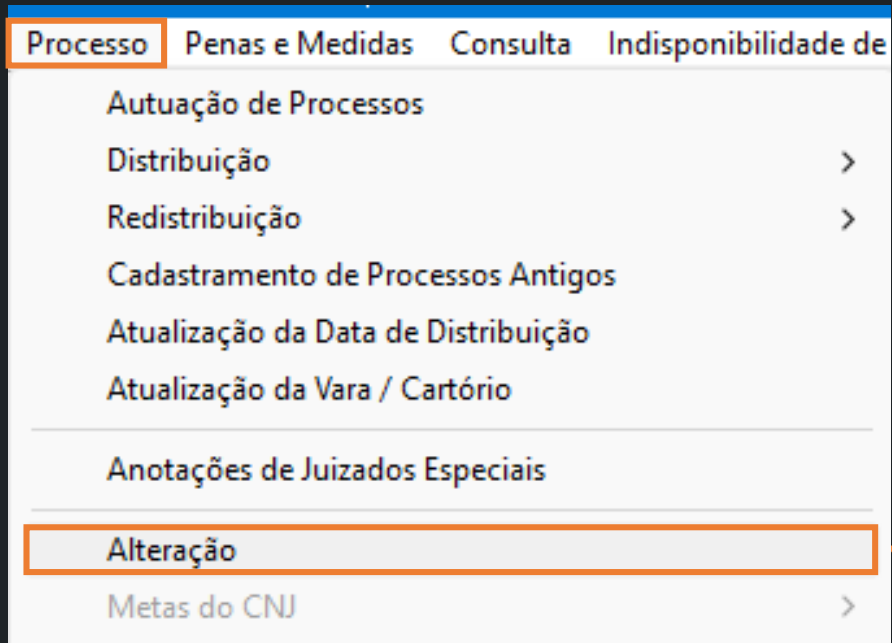 Processo Penas e Medidas Consulta Indisponibilidade de
Autuação de Processos
Distribuição
Redistribuição
Cadastramento de Processos Antigos
Atualização da Data de Distribuição
Atualização da Vara / Cartório
Anotações de Juizados Especiais
Alteração
Metas do CNJ